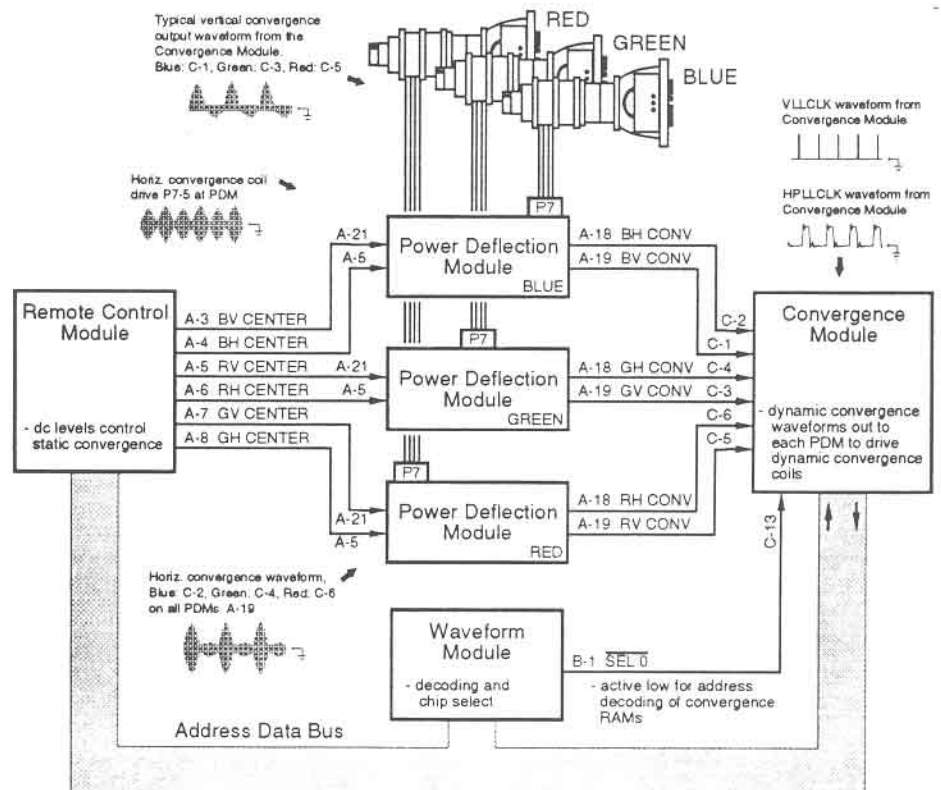 Typical vertical convergence
output waveform from the
Convergence Module.
Blue: C-1, Green: C-3, Red: C-5
RED
GREEN
BLUE
VLLCLK waveform from
Convergence Module
Horiz. convergence coil
drive P7-5 at PDM
HPLLCLK waveform from
Convergence Module
P7
A-21
A-5
Power Deflection
Module
BLUE
A-18 BH CONV
A-19 BV CONV
C-2
C-1
Remote Control
Module
- dc levels control
static convergence
A-3 BV CENTER
A-4 BH CENTER
A-5 RV CENTER
A-6 RH CENTER
A-7 GV CENTER
A-8 GH CENTER
A-21
A-5
P7
Power Deflection
Module
GREEN
A-18 GH CONV
A-19 GV CONV
C-4
C-3
C-6
C-5
Convergence
Module
- dynamic convergence
waveforms out to
each PDM to drive
dynamic convergence
coils
P7
A-21
A-5
Power Deflection
Module
RED
A-18 RH CONV
A-19 RV CONV
C-13
Horiz. convergence waveform,
Blue: C-2, Green: C-4, Red: C-6
on all PDMs A-19
Waveform
Module
- decoding and
chip select
B-1 SEL 0
- active low for address
decoding of convergence
RAMs
Address Data Bus